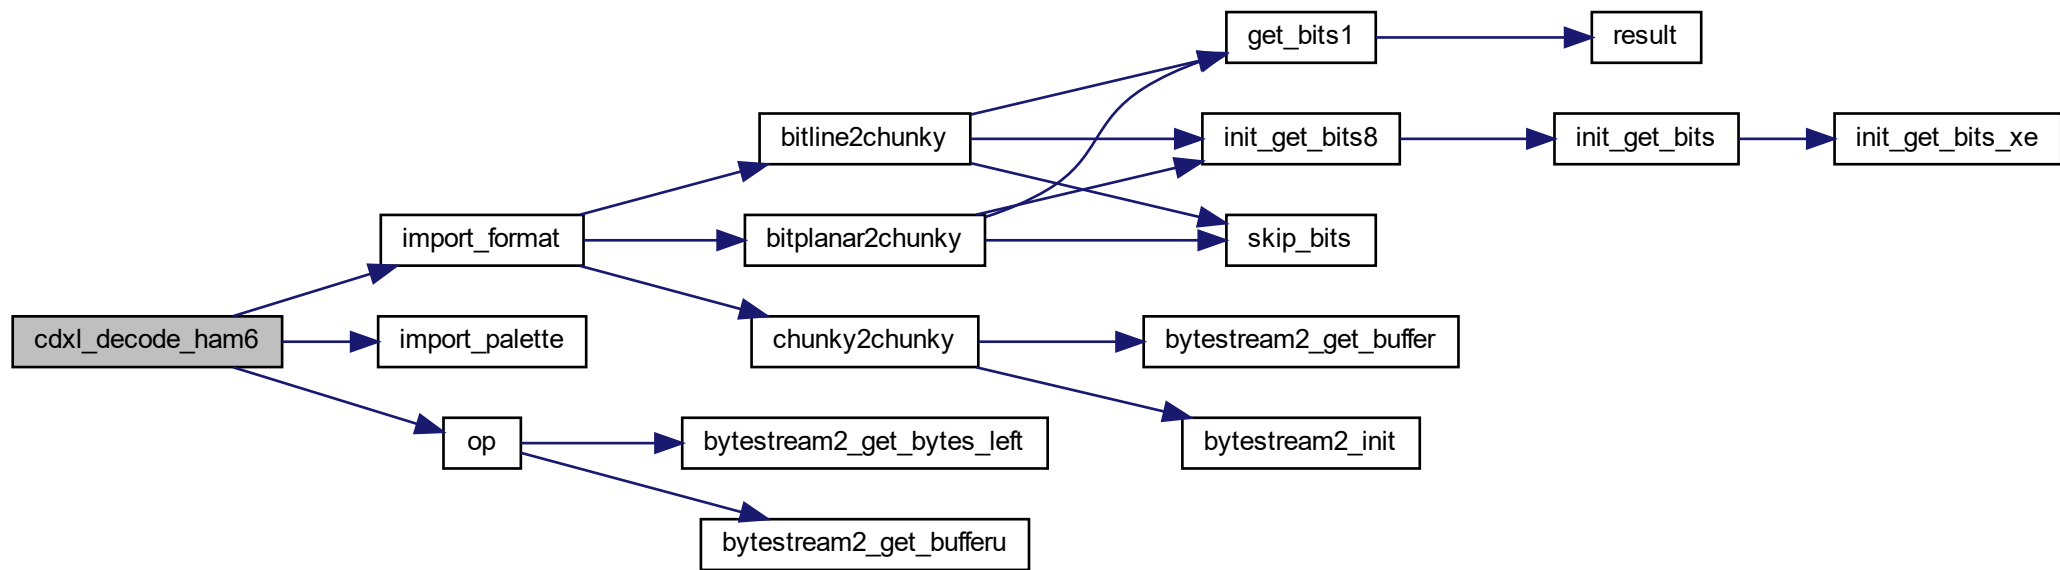 get_bits1
result
bitline2chunky
init_get_bits8
init_get_bits
init_get_bits_xe
import_format
bitplanar2chunky
skip_bits
cdxl_decode_ham6
import_palette
chunky2chunky
bytestream2_get_buffer
op
bytestream2_get_bytes_left
bytestream2_init
bytestream2_get_bufferu